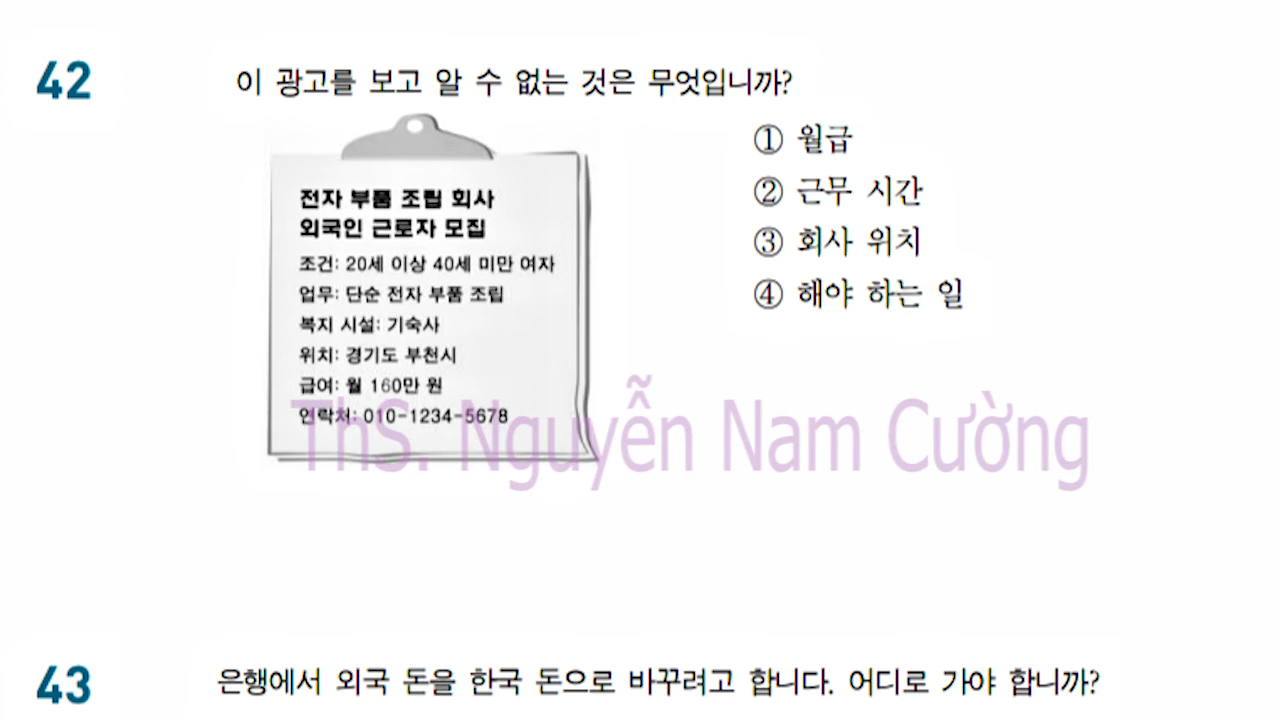 42 이 광고를 보고 알 수 없는 것은 무엇입니까?
전자 부품 조립 회사
외국인 근로자 모집
조건: 20세 이상 40세 미만 여자
업무: 단순 전자 부품 조립
복지 시설: 기숙사
위치: 경기도 부천시
급여: 월 160만 원
연락처: 010-1234-5678
① 월급
② 근무 시간
③ 회사 위치
④ 해야 하는 일
ThS. Nguyễn Nam Cường
43 은행에서 외국 돈을 한국 돈으로 바꾸려고 합니다. 어디로 가야 합니까?